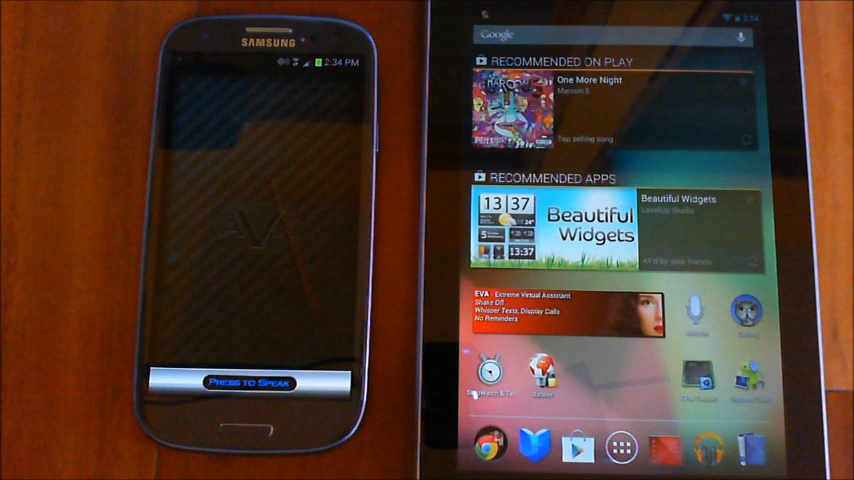 SAMSUNG
2:34 PM
PRESS TO SPEAK
2:34
Google
RECOMMENDED ON PLAY
One More Night
Maroon 5
Top selling song
RECOMMENDED APPS
13 37
Beautiful
Widgets
13:37
Beautiful Widgets
LevelUp Studio
+1'd by your friends
EVA - Extreme Virtual Assistant
Shake Off
Whisper Texts, Display Calls
No Reminders